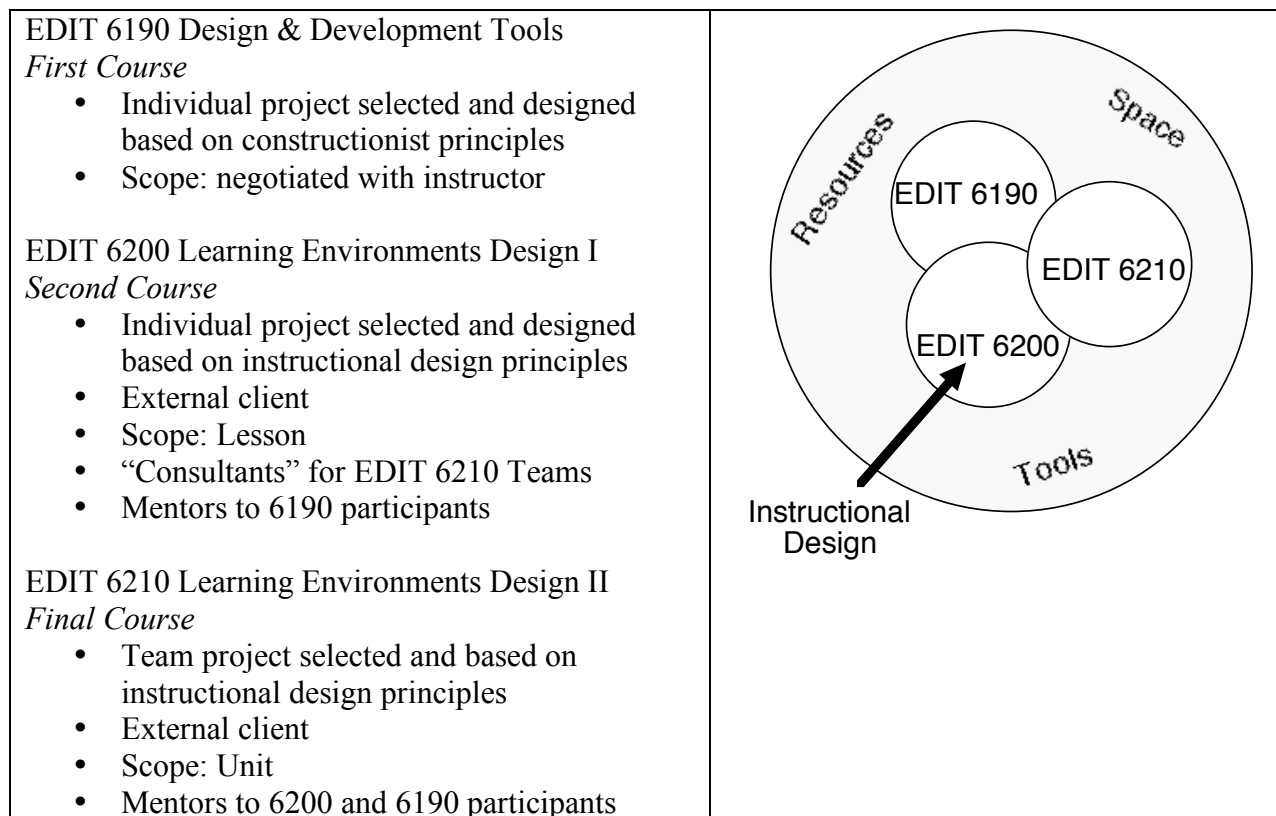 EDIT 6190 Design & Development Tools
First Course
• Individual project selected and designed
based on constructionist principles
• Scope: negotiated with instructor
EDIT 6200 Learning Environments Design I
Second Course
• Individual project selected and designed
based on instructional design principles
• External client
• Scope: Lesson
• “Consultants” for EDIT 6210 Teams
• Mentors to 6190 participants
EDIT 6210 Learning Environments Design II
Final Course
• Team project selected and based on
instructional design principles
• External client
• Scope: Unit
• Mentors to 6200 and 6190 participants
Resources
Space
EDIT 6190
EDIT 6210
EDIT 6200
Tools
Instructional
Design